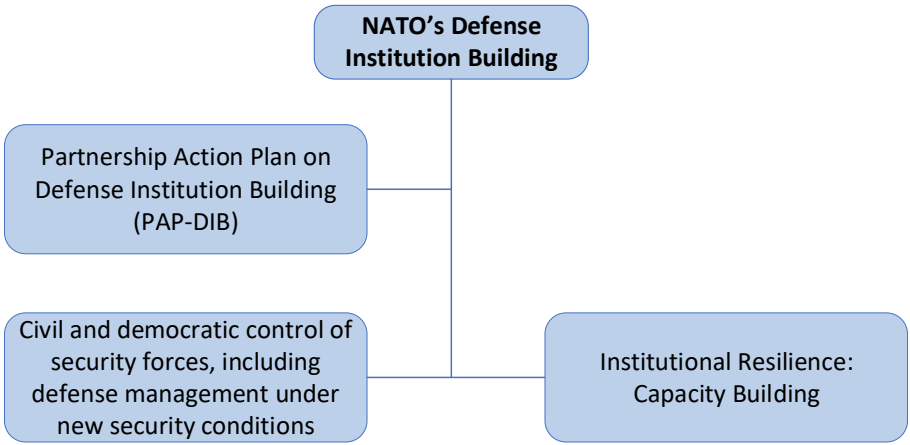 NATO’s Defense
Institution Building
Partnership Action Plan on
Defense Institution Building
(PAP-DIB)
Civil and democratic control of
security forces, including
defense management under
new security conditions
Institutional Resilience:
Capacity Building